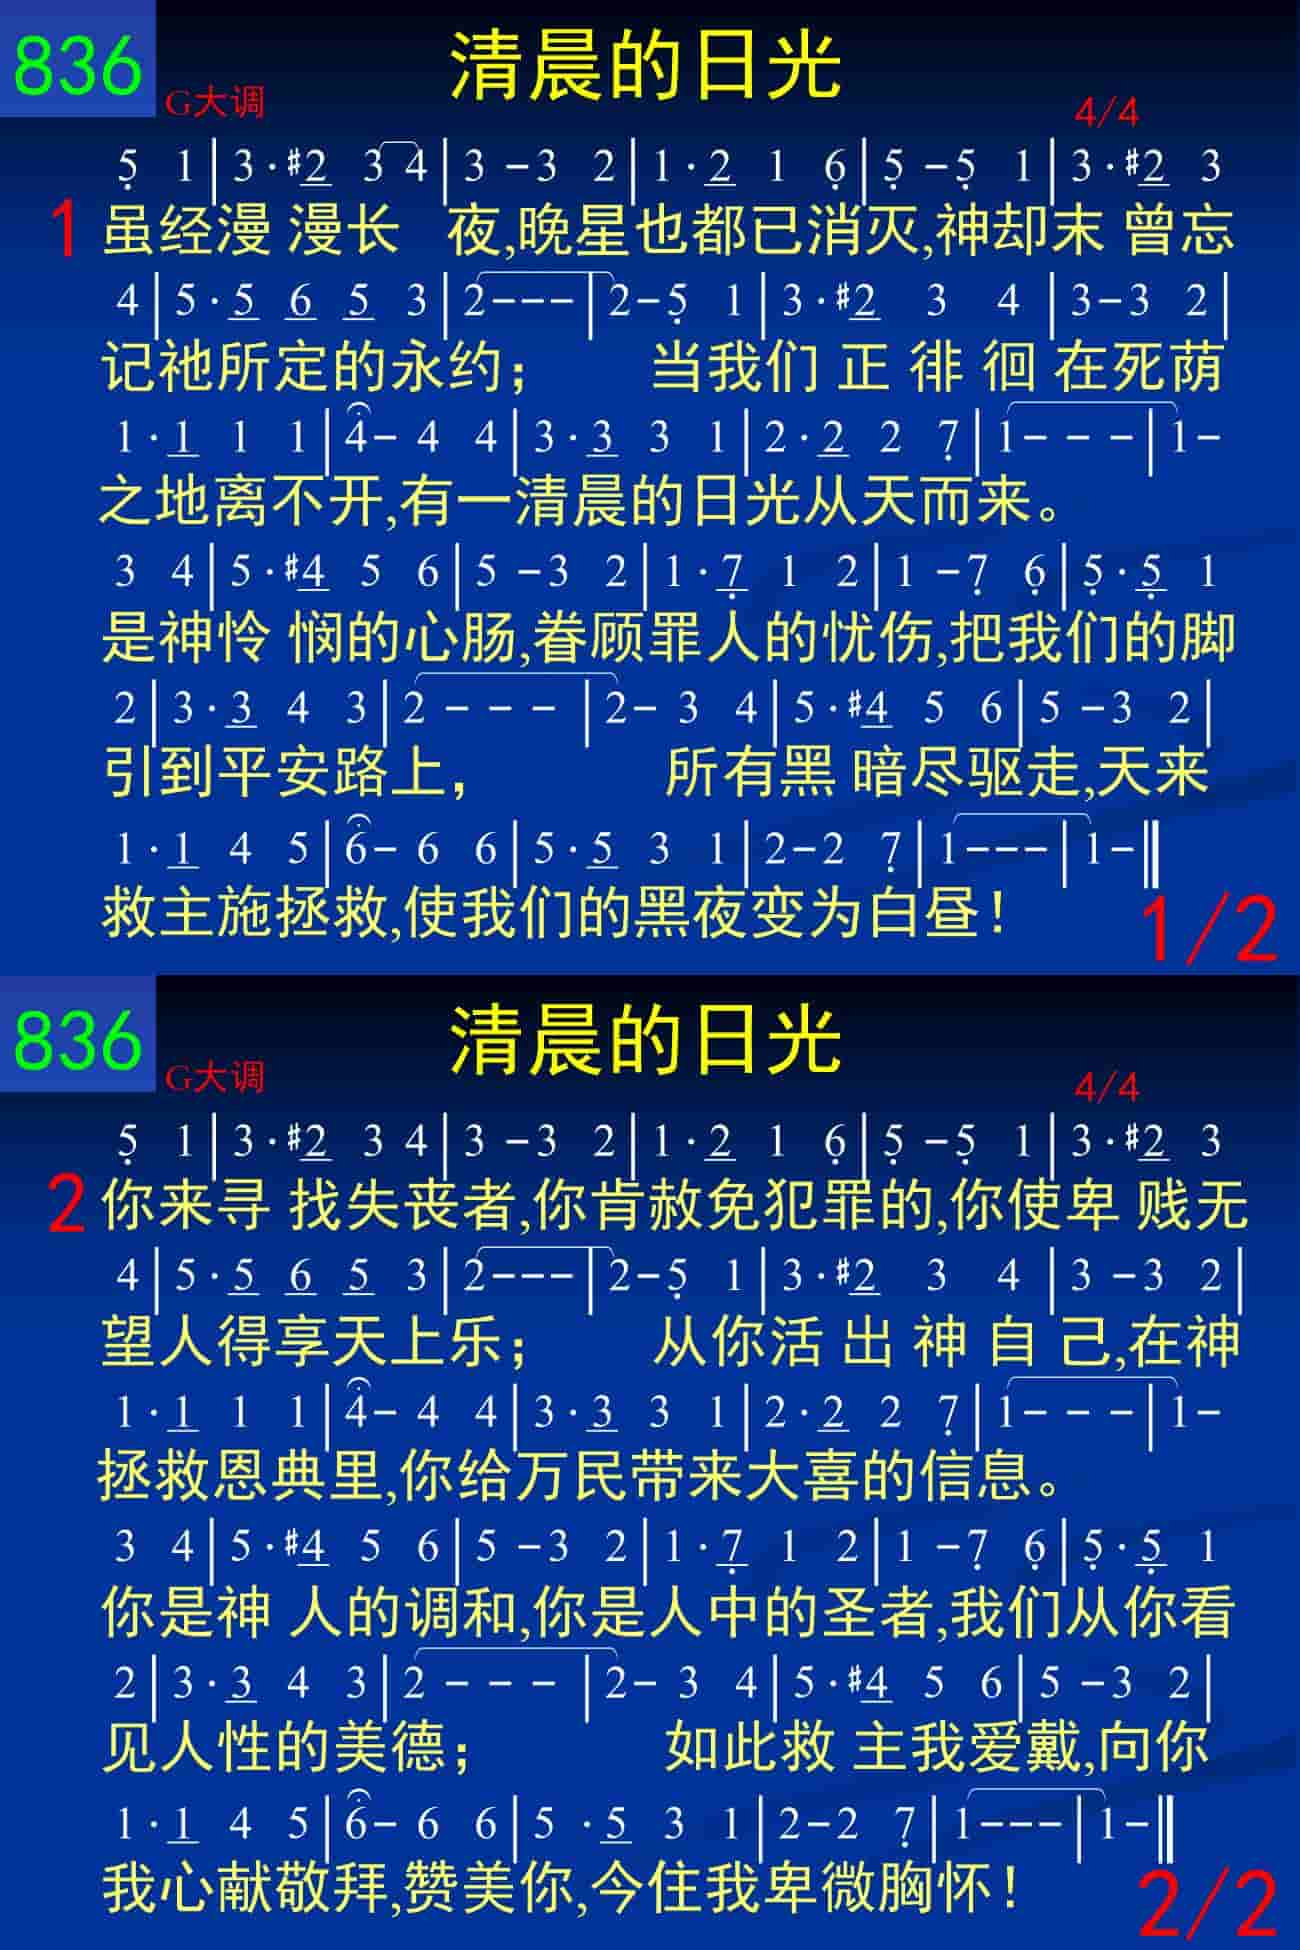 836
清晨的日光
G大调
4/4
5 1|3·#2 3 4|3 -3 2|1·2 1 6|5 -5 1|3·#2 3
1 虽经漫 漫长 夜,晚星也都已消灭,神却末 曾忘
4|5·5 6 5 3|2---|2-5 1|3·#2 3 4|3-3 2|
记祂所定的永约； 当我们 正 徘 徊 在死荫
1·1 1 1|4- 4 4|3·3 3 1|2·2 2 7|1- - -|1-
之地离不开,有一清晨的日光从天而来。
3 4|5·#4 5 6|5 -3 2|1·7 1 2|1 -7 6|5·5 1
是神怜 悯的心肠,眷顾罪人的忧伤,把我们的脚
2|3·3 4 3|2 - - -|2- 3 4|5·#4 5 6|5 -3 2|
引到平安路上， 所有黑 暗尽驱走,天来
1·1 4 5|6- 6 6|5·5 3 1|2-2 7|1---|1-‖
救主施拯救,使我们的黑夜变为白昼！
1/2
836
清晨的日光
G大调
4/4
5 1|3·#2 3 4|3 -3 2|1·2 1 6|5 -5 1|3·#2 3
2 你来寻 找失丧者,你肯赦免犯罪的,你使卑 贱无
4|5·5 6 5 3|2---|2-5 1|3·#2 3 4|3 -3 2|
望人得享天上乐； 从你活 出 神 自 己,在神
1·1 1 1|4- 4 4|3·3 3 1|2·2 2 7|1- - -|1-
拯救恩典里,你给万民带来大喜的信息。
3 4|5·#4 5 6|5 -3 2|1·7 1 2|1 -7 6|5·5 1
你是神 人的调和,你是人中的圣者,我们从你看
2|3·3 4 3|2 - - -|2- 3 4|5·#4 5 6|5 -3 2|
见人性的美德； 如此救 主我爱戴,向你
1·1 4 5|6- 6 6|5 ·5 3 1|2-2 7|1---|1-‖
我心献敬拜,赞美你,今住我卑微胸怀！
2/2